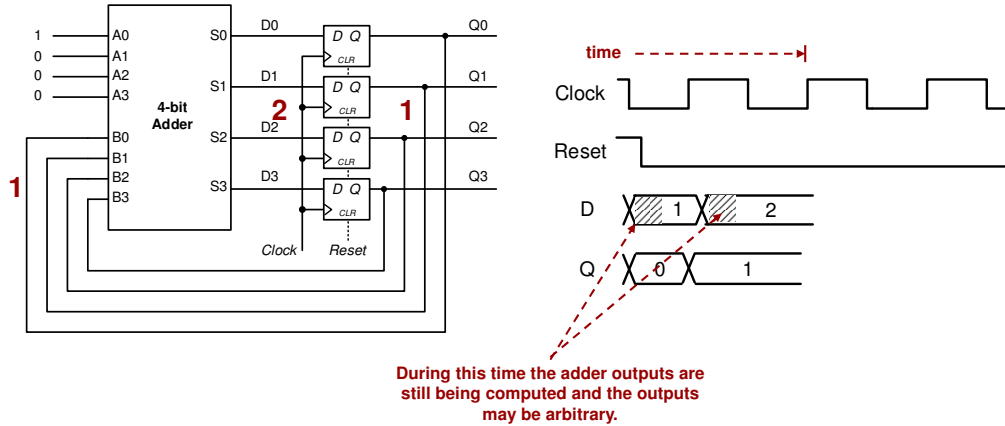 D0
Q0
1
A0
S0
D Q
0
A1
CLR
0
A2
D1
Q1
0
A3
S1
D Q
4-bit
Adder
2
1
CLR
D2
Q2
B0
S2
D Q
B1
CLR
1
B2
D3
Q3
B3
S3
D Q
CLR
Clock
Reset
time
Clock
Reset
D
1
2
Q
0
1
During this time the adder outputs are
still being computed and the outputs
may be arbitrary.